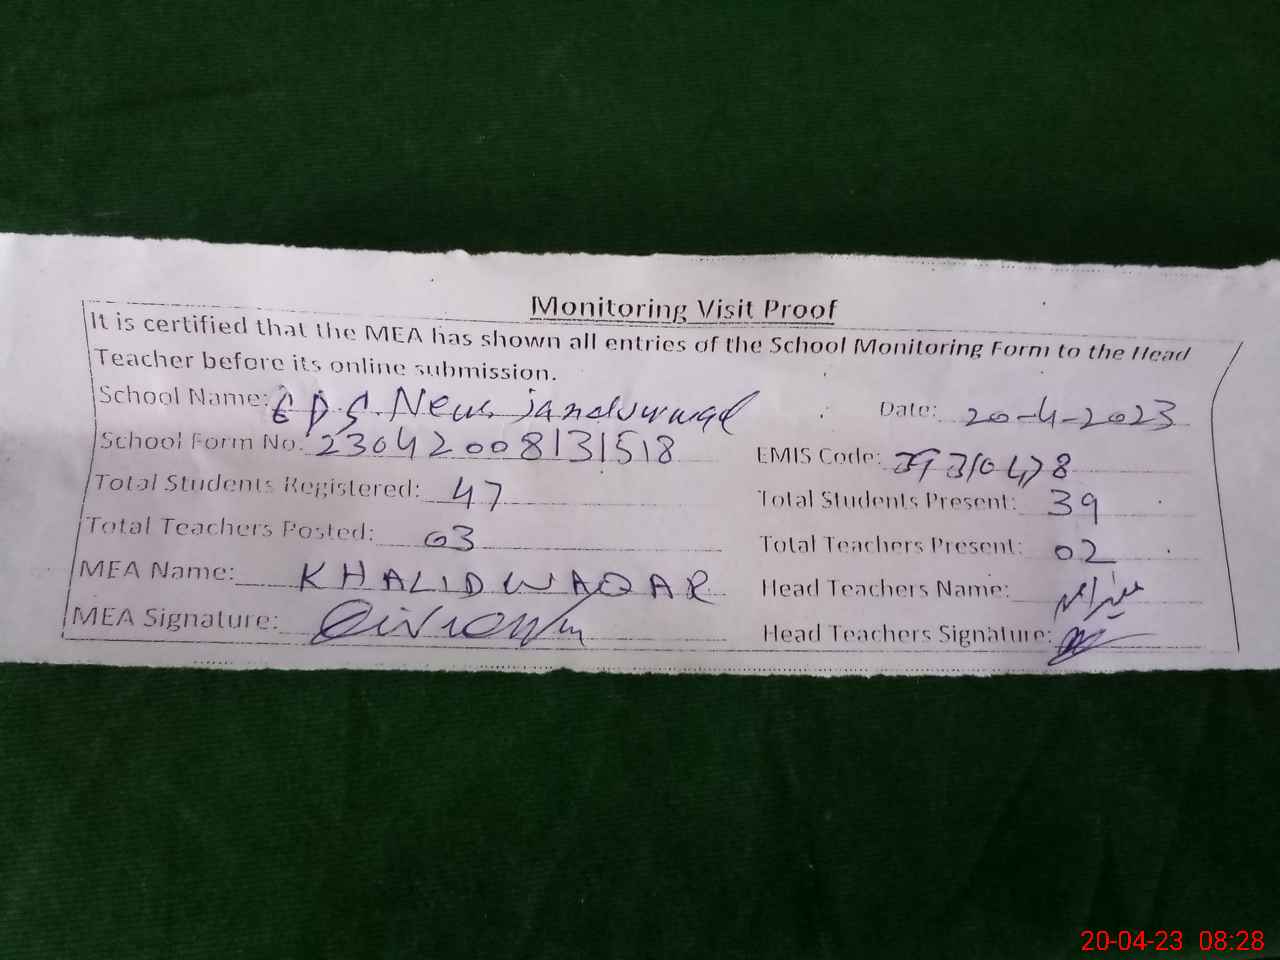 Monitoring Visit Proof
It is certified that the MEA has shown all entries of the School Monitoring Form to the Head
Teacher before its online submission.
School Name: GPS New Date: 20-4-2023
School Form No: 23042008131518 EMIS Code: 39310478
Total Students Registered: 47 Total Students Present: 39
Total Teachers Posted: 03 Total Teachers Present: 02
MEA Name: KHALID WAQAR Head Teachers Name:
MEA Signature: Head Teachers Signature:
20-04-23 08:28